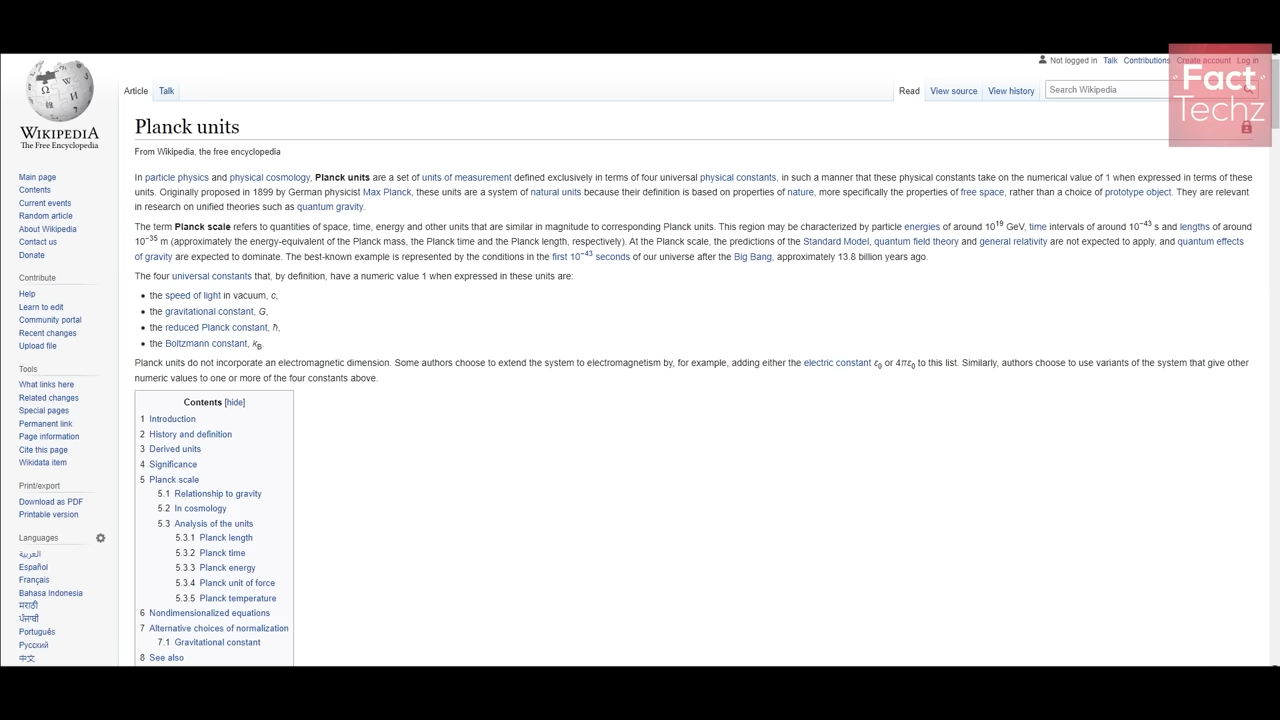 Not logged in Talk Contributions Create account Log in
Fact
Techz
WIKIPEDIA
The Free Encyclopedia
Article Talk
Read View source View history Search Wikipedia
Planck units
From Wikipedia, the free encyclopedia
In particle physics and physical cosmology, Planck units are a set of units of measurement defined exclusively in terms of four universal physical constants, in such a manner that these physical constants take on the numerical value of 1 when expressed in terms of these
units. Originally proposed in 1899 by German physicist Max Planck, these units are a system of natural units because their definition is based on properties of nature, more specifically the properties of free space, rather than a choice of prototype object. They are relevant
in research on unified theories such as quantum gravity.
The term Planck scale refers to quantities of space, time, energy and other units that are similar in magnitude to corresponding Planck units. This region may be characterized by particle energies of around 10¹⁹ GeV, time intervals of around 10⁻⁴³ s and lengths of around
10⁻³⁵ m (approximately the energy-equivalent of the Planck mass, the Planck time and the Planck length, respectively). At the Planck scale, the predictions of the Standard Model, quantum field theory and general relativity are not expected to apply, and quantum effects
of gravity are expected to dominate. The best-known example is represented by the conditions in the first 10⁻⁴³ seconds of our universe after the Big Bang, approximately 13.8 billion years ago.
The four universal constants that, by definition, have a numeric value 1 when expressed in these units are:
• the speed of light in vacuum, c,
• the gravitational constant, G,
• the reduced Planck constant, ħ,
• the Boltzmann constant, k_B.
Planck units do not incorporate an electromagnetic dimension. Some authors choose to extend the system to electromagnetism by, for example, adding either the electric constant ε₀ or 4πε₀ to this list. Similarly, authors choose to use variants of the system that give other
numeric values to one or more of the four constants above.
Contents [hide]
1 Introduction
2 History and definition
3 Derived units
4 Significance
5 Planck scale
5.1 Relationship to gravity
5.2 In cosmology
5.3 Analysis of the units
5.3.1 Planck length
5.3.2 Planck time
5.3.3 Planck energy
5.3.4 Planck unit of force
5.3.5 Planck temperature
6 Nondimensionalized equations
7 Alternative choices of normalization
7.1 Gravitational constant
8 See also
Main page
Contents
Current events
Random article
About Wikipedia
Contact us
Donate
Contribute
Help
Learn to edit
Community portal
Recent changes
Upload file
Tools
What links here
Related changes
Special pages
Permanent link
Page information
Cite this page
Wikidata item
Print/export
Download as PDF
Printable version
Languages
العربية
Español
Français
Bahasa Indonesia
मराठी
ਪੰਜਾਬੀ
Português
Русский
中文